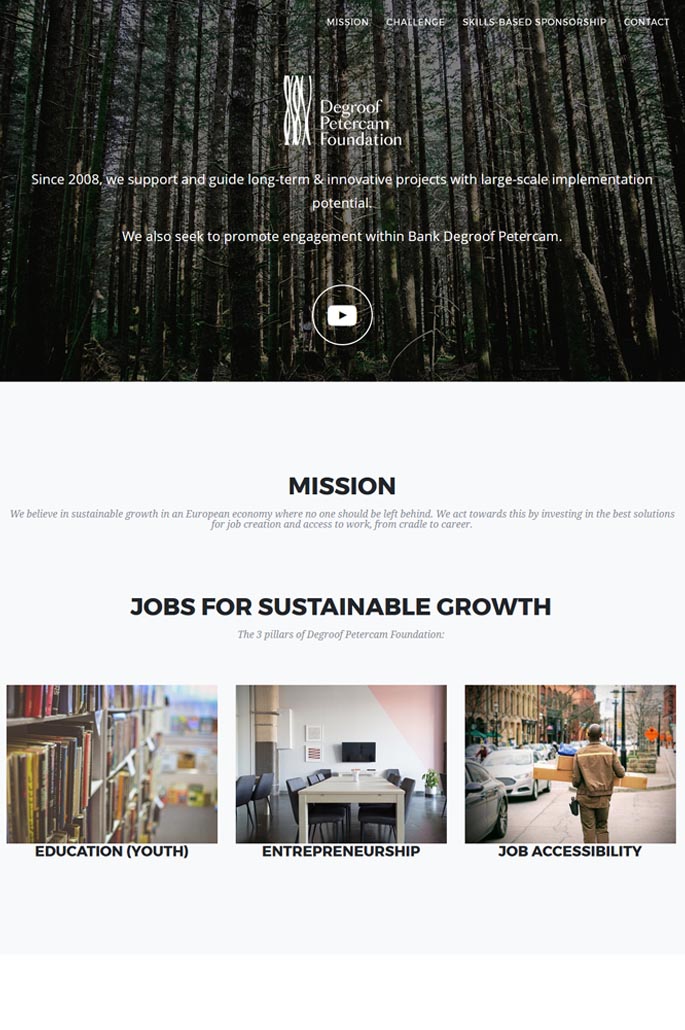 MISSION CHALLENGE SKILLS-BASED SPONSORSHIP CONTACT
Degroof
Petercam
Foundation
Since 2008, we support and guide long-term & innovative projects with large-scale implementation
potential.
We also seek to promote engagement within Bank Degroof Petercam.
MISSION
We believe in sustainable growth in an European economy where no one should be left behind. We act towards this by investing in the best solutions
for job creation and access to work, from cradle to career.
JOBS FOR SUSTAINABLE GROWTH
The 3 pillars of Degroof Petercam Foundation:
EDUCATION (YOUTH) ENTREPRENEURSHIP JOB ACCESSIBILITY